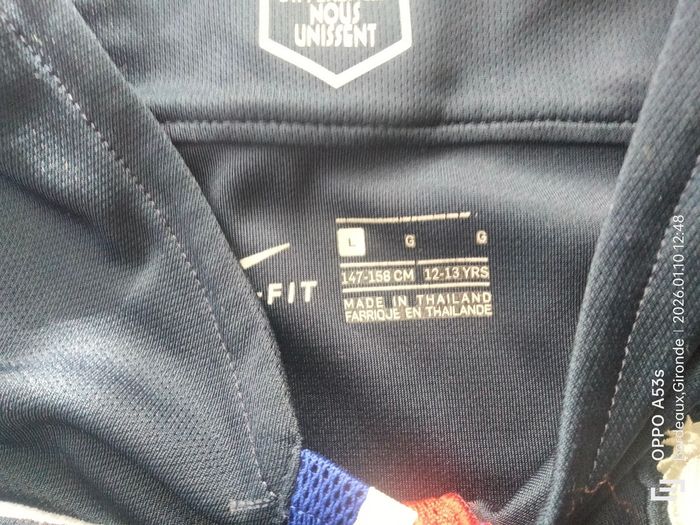 NOUS
UNISSENT
L G G
147-158 CM 12-13 YRS
-FIT
MADE IN THAILAND
FABRIQUE EN THAILANDE
OPPO A53s
Bordeaux,Gironde | 2026.01.10 12:48